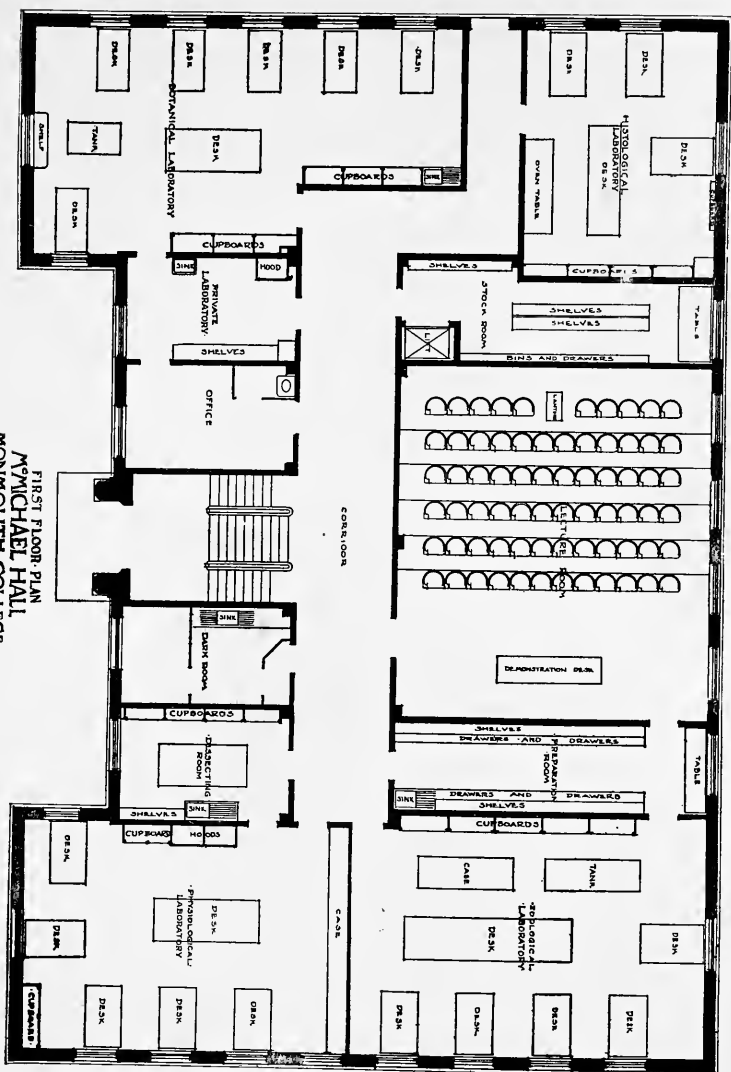 DESK
DESK
DESK
DESK
DESK
BOTANICAL LABORATORY
DESK
TANK
SHELF
DESK
CUPBOARDS
SINK
CUPBOARDS
DESK
DESK
HISTOLOGICAL
LABORATORY
DESK
DESK
OVEN TABLE
CUPBOARDS
SINK
HOOD
PRIVATE
LABORATORY
SHELVES
SHELVES
STOCK ROOM
SHELVES
SHELVES
TABLE
LIFT
BINS AND DRAWERS
OFFICE
LANTERN
LECTURE ROOM
DEMONSTRATION DESK
CORRIDOR
FIRST FLOOR PLAN
McMICHAEL HALL
MONMOUTH COLLEGE
SINK
DARK ROOM
CUPBOARDS
DISSECTING
ROOM
SINK
SHELVES
SHELVES
DRAWERS AND DRAWERS
PREPARATION
ROOM
TABLE
DRAWERS AND DRAWERS
SINK
SHELVES
CUPBOARD
HOODS
DESK
PHYSIOLOGICAL
LABORATORY
DESK
DESK
CUPBOARD
DESK
DESK
DESK
CASE
CUPBOARDS
CASE
TANK
ZOOLOGICAL
LABORATORY
DESK
DESK
DESK
DESK
DESK
DESK